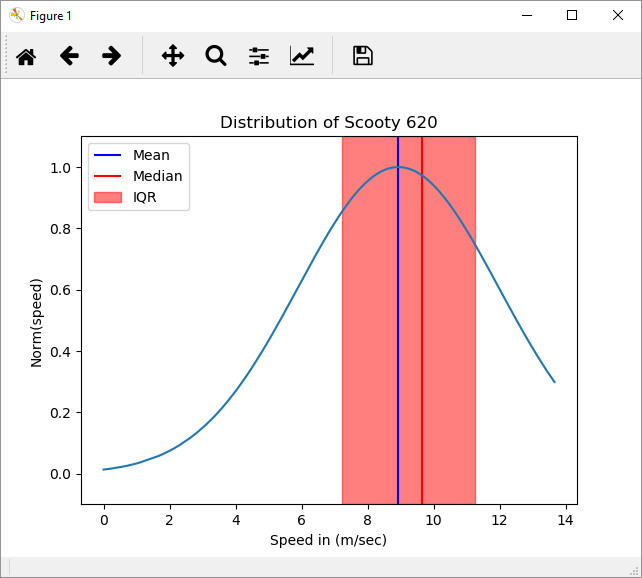 Figure 1
Distribution of Scooty 620
Mean
Median
IQR
1.0
0.8
0.6
0.4
0.2
0.0
Norm(speed)
0 2 4 6 8 10 12 14
Speed in (m/sec)